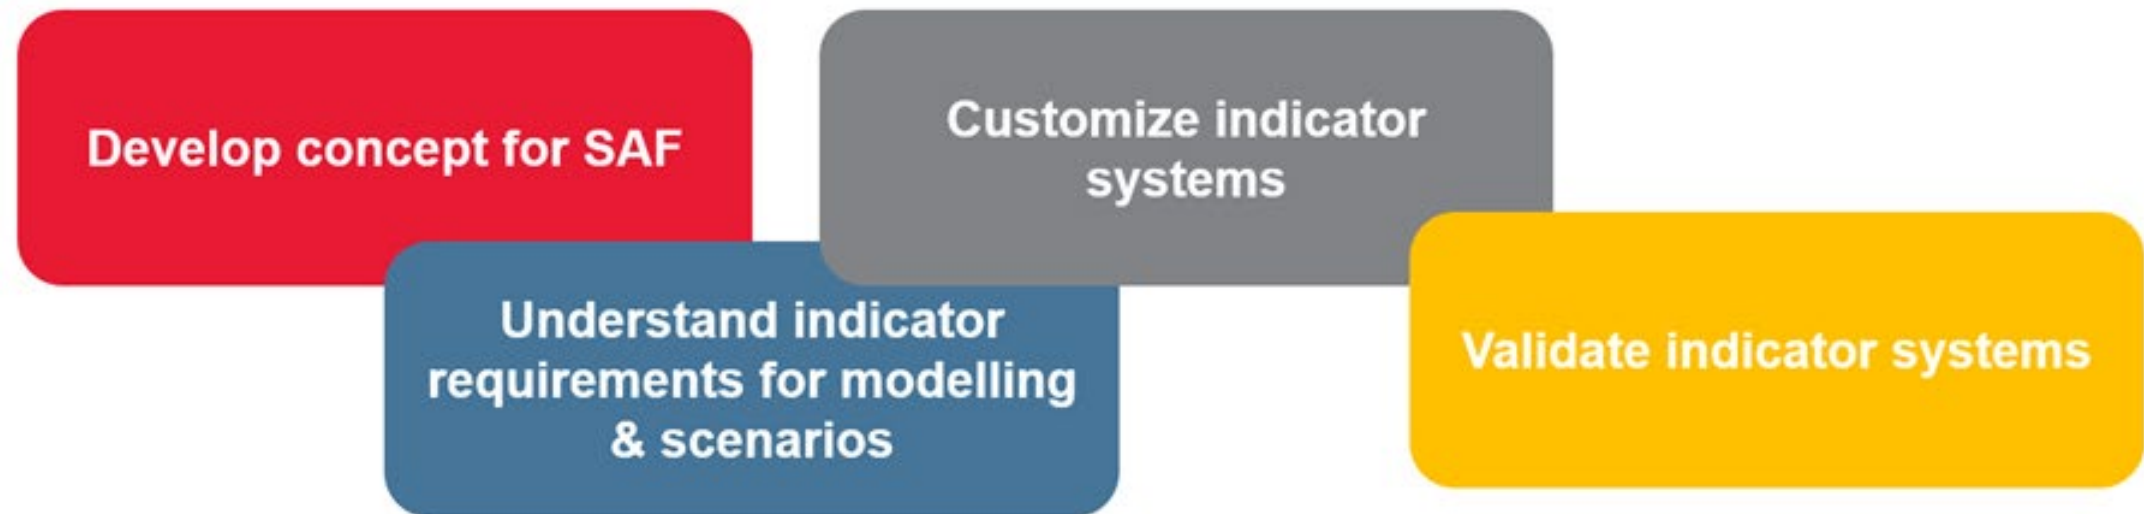 Develop concept for SAF
Understand indicator
requirements for modelling
& scenarios
Customize indicator
systems
Validate indicator systems